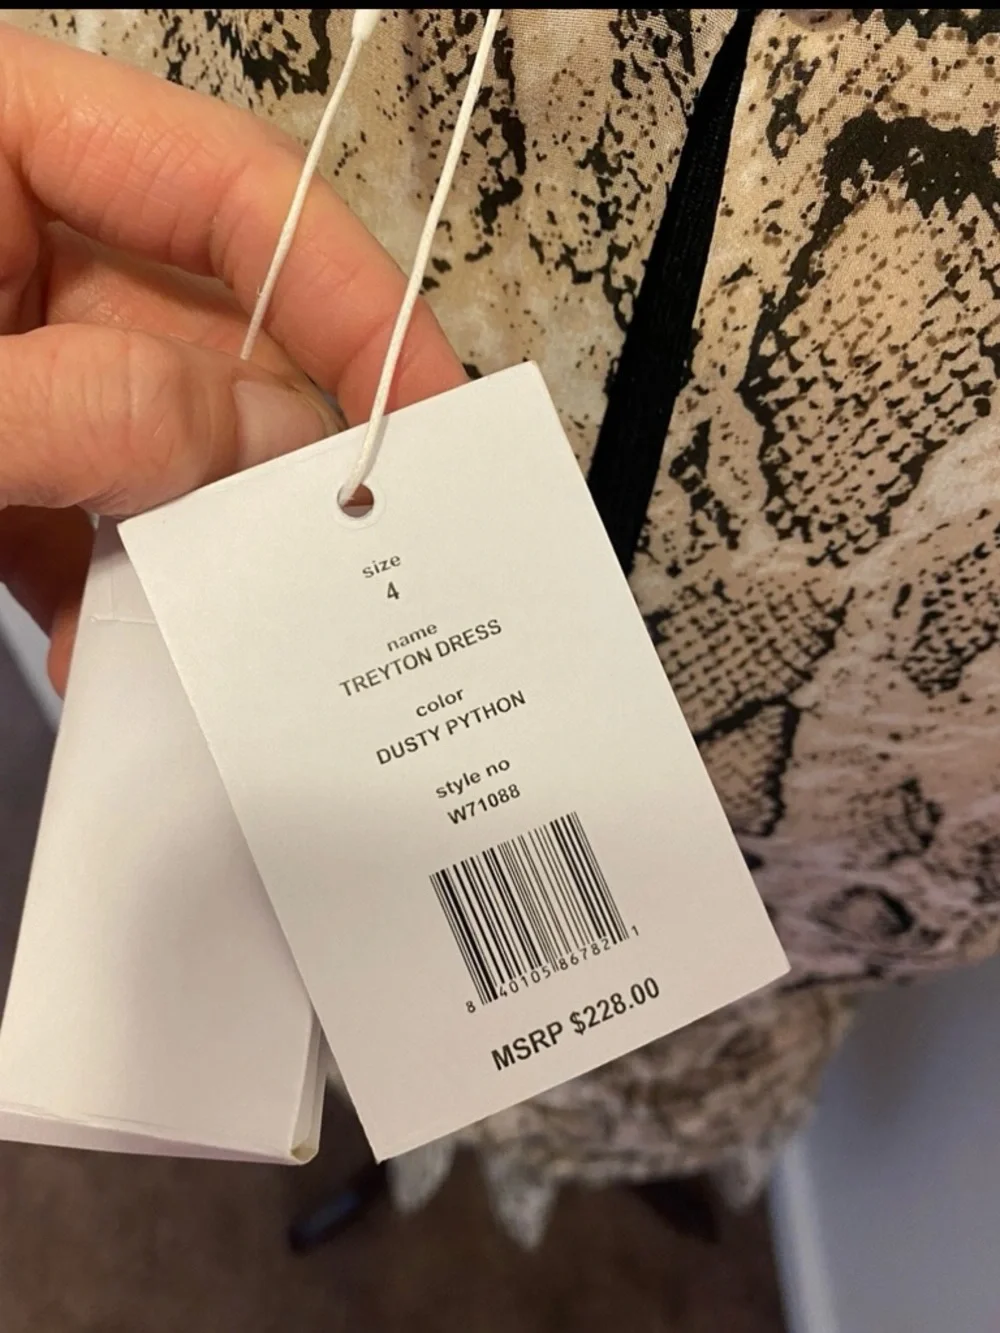 size
4
name
TREYTON DRESS
color
DUSTY PYTHON
style no
W71088
8 40105 86782 1
MSRP $228.00